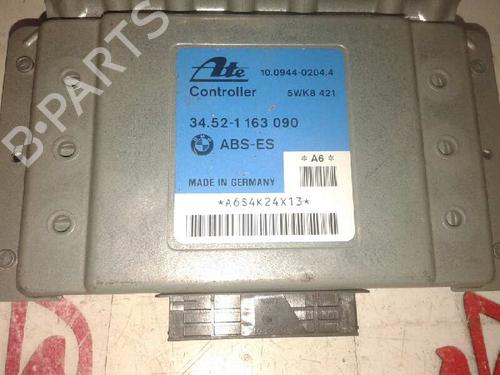 B-PARTS
Ate
10.0944-0204.4
Controller
5WK8 421
34.52-1 163 090
ABS-ES
* A6 *
MADE IN GERMANY
*A6S4K24X13*